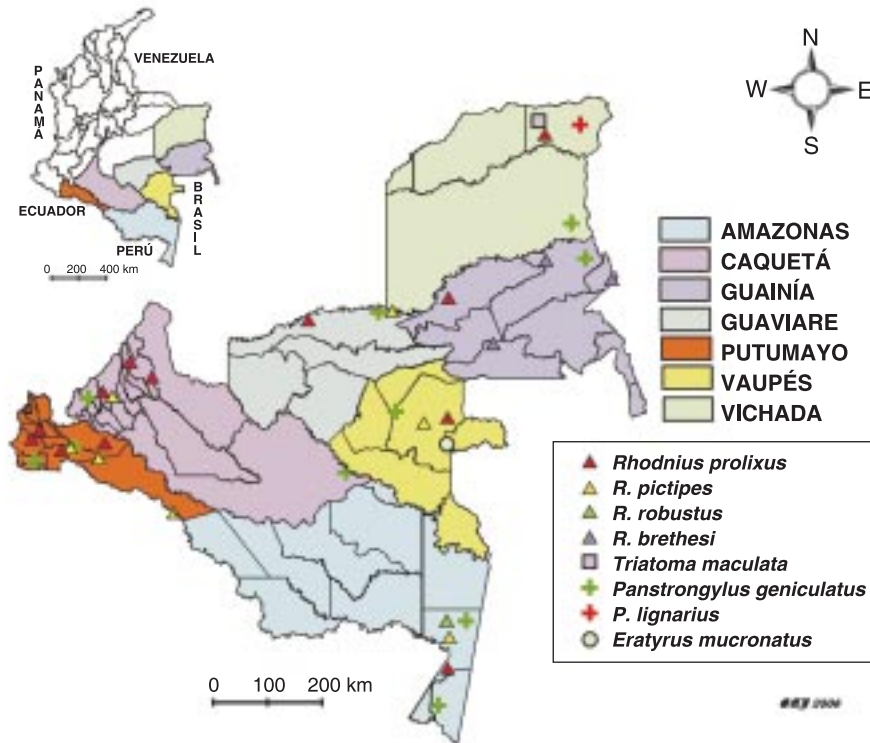 VENEZUELA
PANAMÁ
ECUADOR
PERÚ
BRASIL
0 200 400 km
N
W E
S
AMAZONAS
CAQUETÁ
GUAINÍA
GUAVIARE
PUTUMAYO
VAUPÉS
VICHADA
Rhodnius prolixus
R. pictipes
R. robustus
R. brethesi
Triatoma maculata
Panstrongylus geniculatus
P. lignarius
Eratyrus mucronatus
0 100 200 km